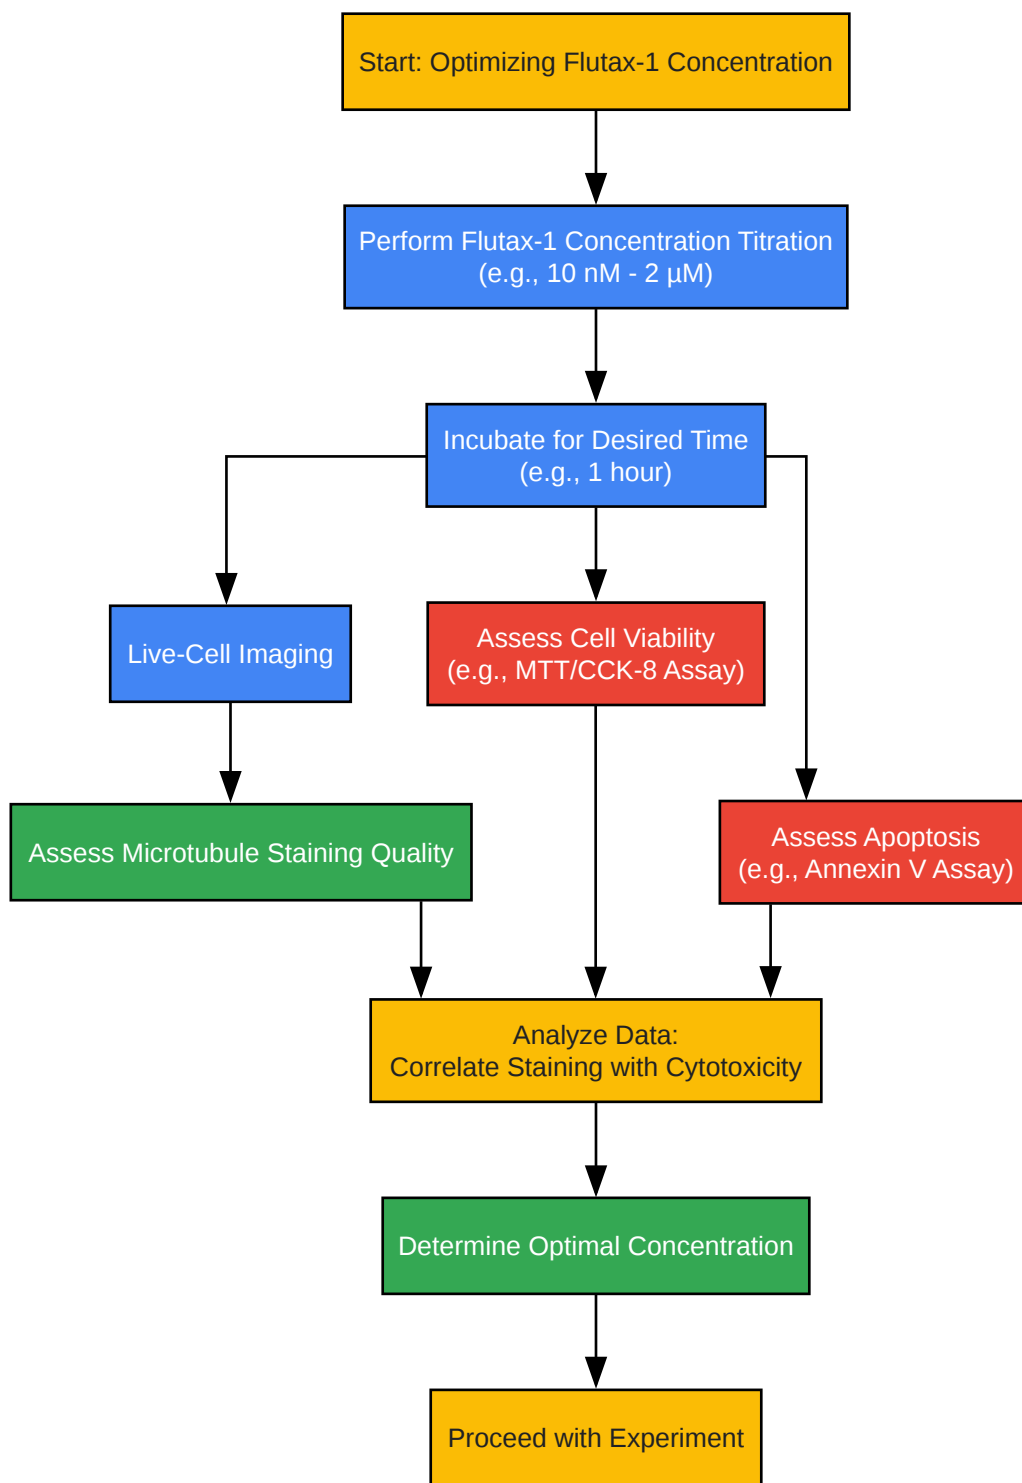 Start: Optimizing Flutax-1 Concentration
Perform Flutax-1 Concentration Titration
(e.g., 10 nM - 2 µM)
Incubate for Desired Time
(e.g., 1 hour)
Live-Cell Imaging
Assess Cell Viability
(e.g., MTT/CCK-8 Assay)
Assess Microtubule Staining Quality
Assess Apoptosis
(e.g., Annexin V Assay)
Analyze Data:
Correlate Staining with Cytotoxicity
Determine Optimal Concentration
Proceed with Experiment